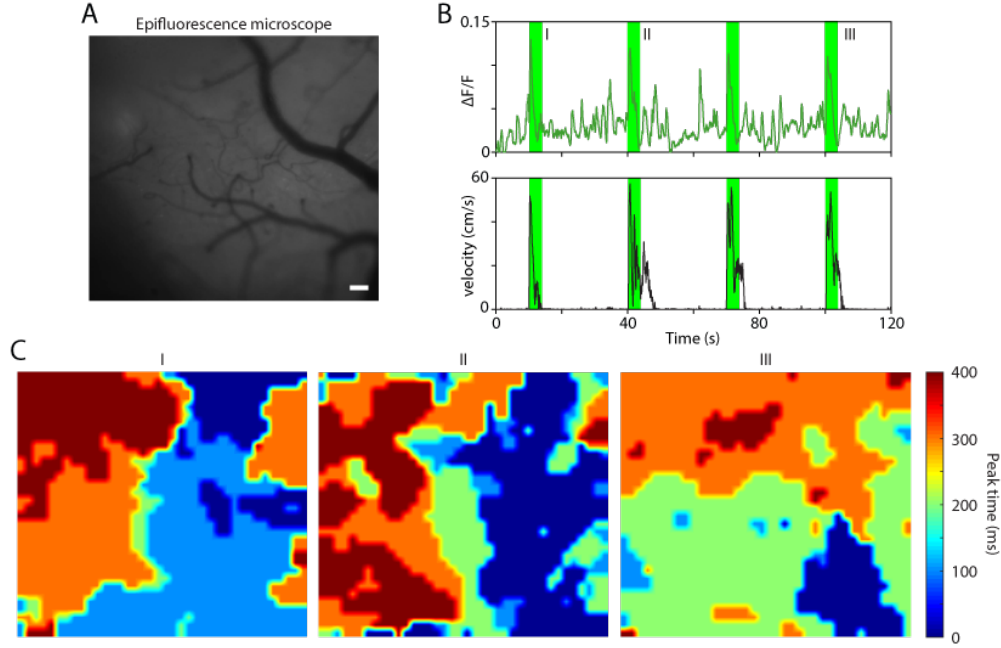 A
Epifluorescence microscope
B
0.15
ΔF/F
0
I
II
III
60
velocity (cm/s)
0
0
40
80
120
Time (s)
C
I
II
III
400
300
200
100
0
Peak time (ms)